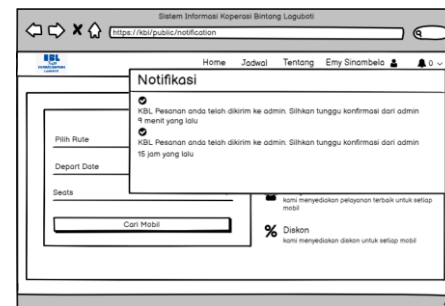 Sistem Informasi Koperasi Bintang Laguboti
https://kbl/public/notification
KBL
Home Jadwal Tentang Emy Sinambela 0
Notifikasi
KBL Pesanan anda telah dikirim ke admin. Silhkan tunggu konfirmasi dari admin
9 menit yang lalu
KBL Pesanan anda telah dikirim ke admin. Silhkan tunggu konfirmasi dari admin
15 jam yang lalu
Pilih Rute
Depart Date
Seats
Cari Mobil
kami menyediakan pelayanan terbaik untuk setiap
mobil
Diskon
kami menyediakan diskon untuk setiap mobil